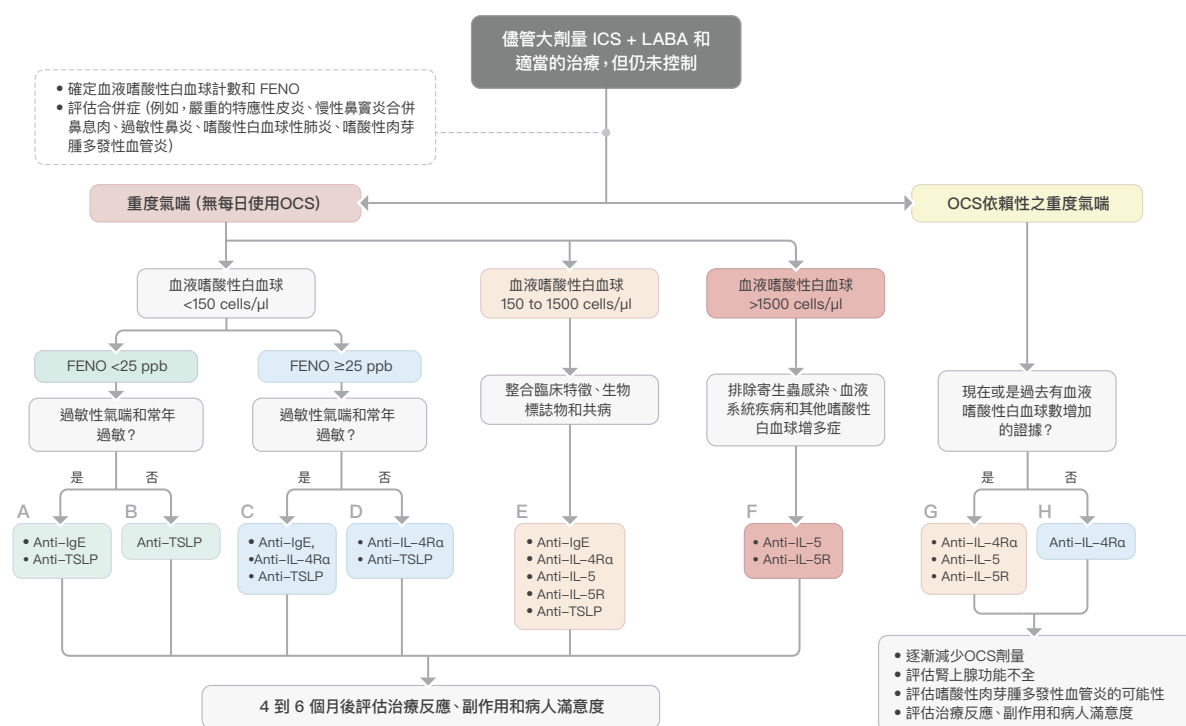 儘管大劑量 ICS + LABA 和
適當的治療，但仍未控制
• 確定血液嗜酸性白血球計數和 FENO
• 評估合併症 (例如，嚴重的特應性皮炎、慢性鼻竇炎合併
鼻息肉、過敏性鼻炎、嗜酸性白血球性肺炎、嗜酸性肉芽
腫多發性血管炎)
重度氣喘 (無每日使用OCS)
OCS依賴性之重度氣喘
血液嗜酸性白血球
<150 cells/µl
血液嗜酸性白血球
150 to 1500 cells/µl
血液嗜酸性白血球
>1500 cells/µl
FENO <25 ppb
FENO ≥25 ppb
過敏性氣喘和常年
過敏？
過敏性氣喘和常年
過敏？
整合臨床特徵、生物
標誌物和共病
排除寄生蟲感染、血液
系統疾病和其他嗜酸性
白血球增多症
現在或是過去有血液
嗜酸性白血球數增加
的證據？
是
否
是
否
是
否
A
• Anti-IgE
• Anti-TSLP
B
Anti-TSLP
C
• Anti-IgE,
•Anti-IL-4Rα
• Anti-TSLP
D
• Anti-IL-4Rα
• Anti-TSLP
E
• Anti-IgE
• Anti-IL-4Rα
• Anti-IL-5
• Anti-IL-5R
• Anti-TSLP
F
• Anti-IL-5
• Anti-IL-5R
G
• Anti-IL-4Rα
• Anti-IL-5
• Anti-IL-5R
H
Anti-IL-4Rα
4 到 6 個月後評估治療反應、副作用和病人滿意度
• 逐漸減少OCS劑量
• 評估腎上腺功能不全
• 評估嗜酸性肉芽腫多發性血管炎的可能性
• 評估治療反應、副作用和病人滿意度